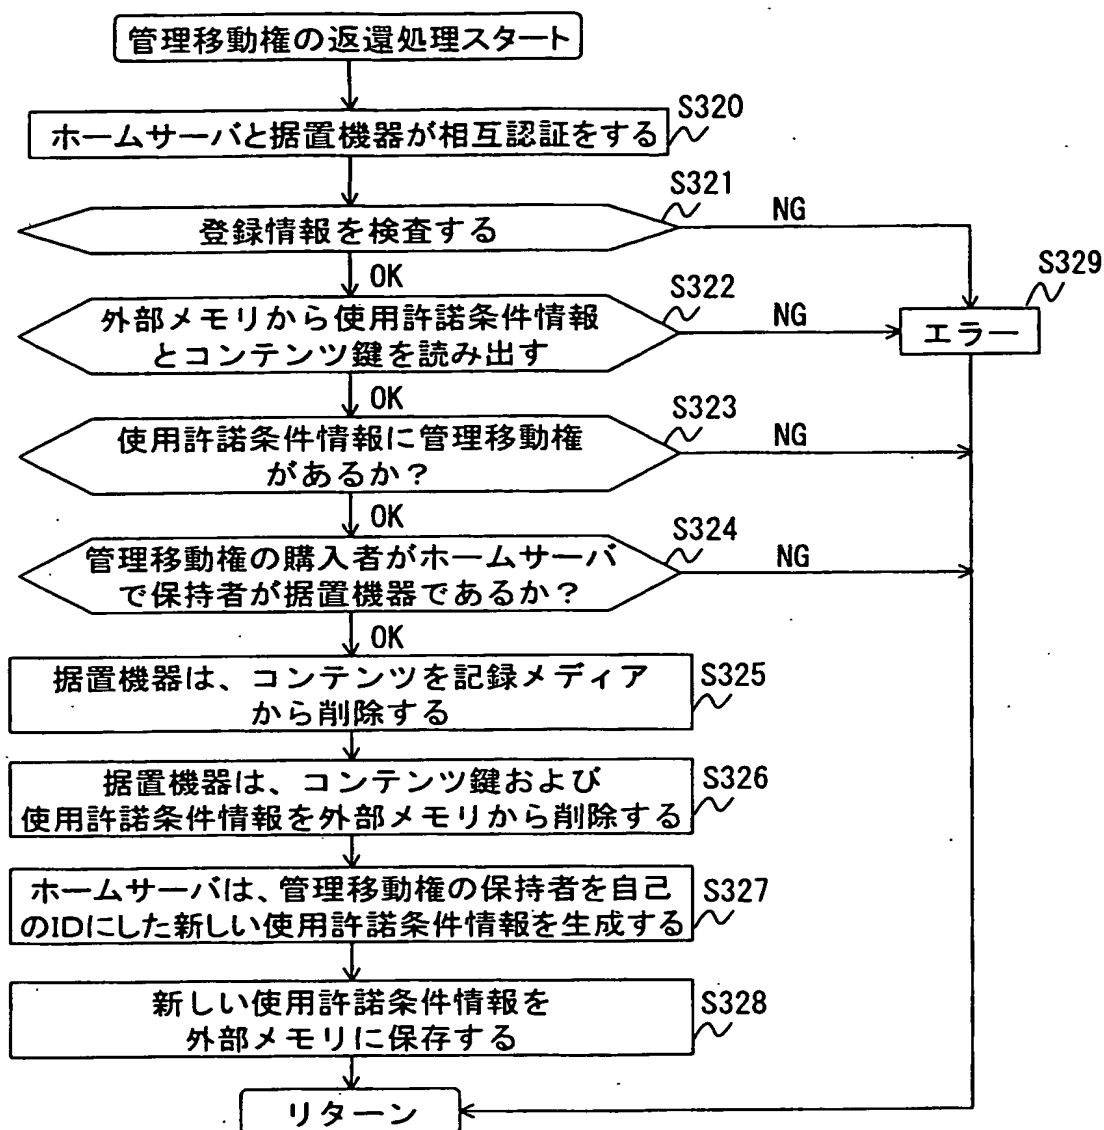 管理移動権の返還処理スタート
S320
ホームサーバと据置機器が相互認証をする
S321
登録情報を検査する
NG
OK
S329
エラー
S322
外部メモリから使用許諾条件情報
とコンテンツ鍵を読み出す
NG
OK
S323
使用許諾条件情報に管理移動権
があるか?
NG
OK
S324
管理移動権の購入者がホームサーバ
で保持者が据置機器であるか?
NG
OK
S325
据置機器は、コンテンツを記録メディア
から削除する
S326
据置機器は、コンテンツ鍵および
使用許諾条件情報を外部メモリから削除する
S327
ホームサーバは、管理移動権の保持者を自己
のIDにした新しい使用許諾条件情報を生成する
S328
新しい使用許諾条件情報を
外部メモリに保存する
リターン